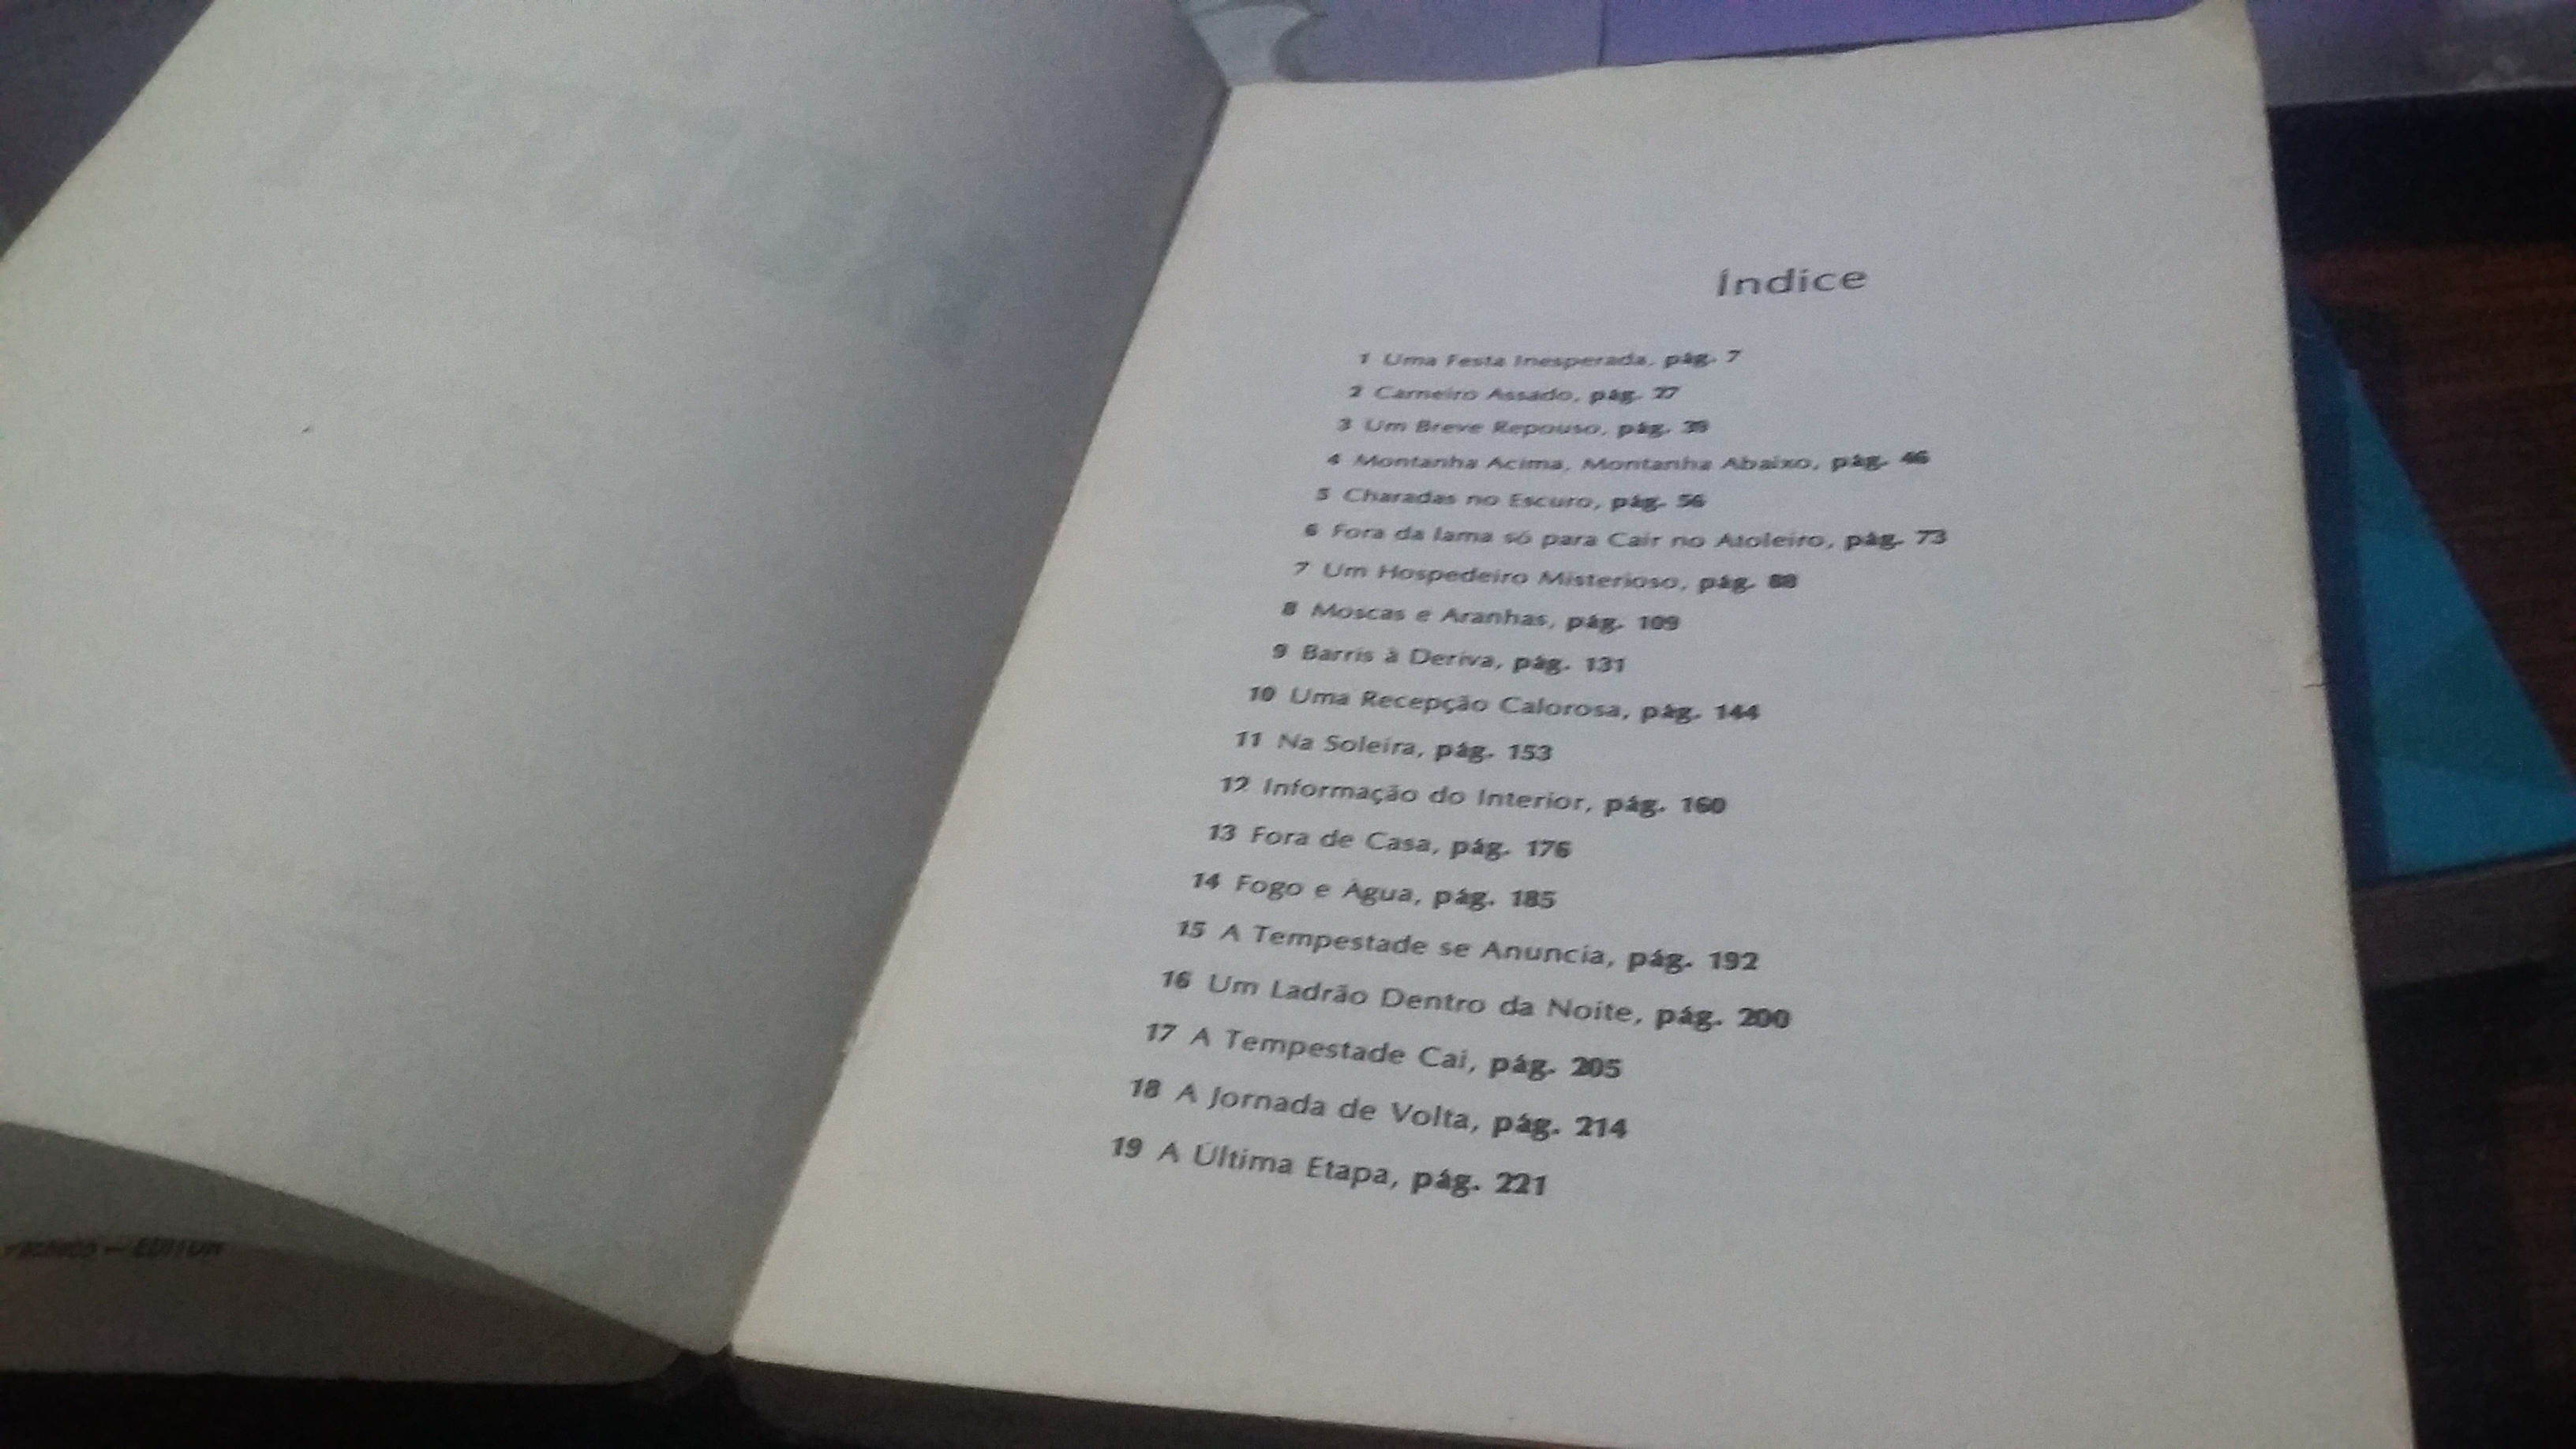 Índice
1 Uma Festa Inesperada, pág. 7
2 Carneiro Assado, pág. 27
3 Um Breve Repouso, pág.
4 Montanha Acima, Montanha Abaixo, pág. 46
5 Charadas no Escuro, pág. 56
6 Fora da lama só para Cair no Atoleiro, pág. 73
7 Um Hospedeiro Misterioso, pág. 88
8 Moscas e Aranhas, pág. 109
9 Barris à Deriva, pág. 131
10 Uma Recepção Calorosa, pág. 144
11 Na Soleira, pág. 153
12 Informação do Interior, pág. 160
13 Fora de Casa, pág. 176
14 Fogo e Água, pág. 185
15 A Tempestade se Anuncia, pág. 192
16 Um Ladrão Dentro da Noite, pág. 200
17 A Tempestade Cai, pág. 205
18 A Jornada de Volta, pág. 214
19 A Última Etapa, pág. 221